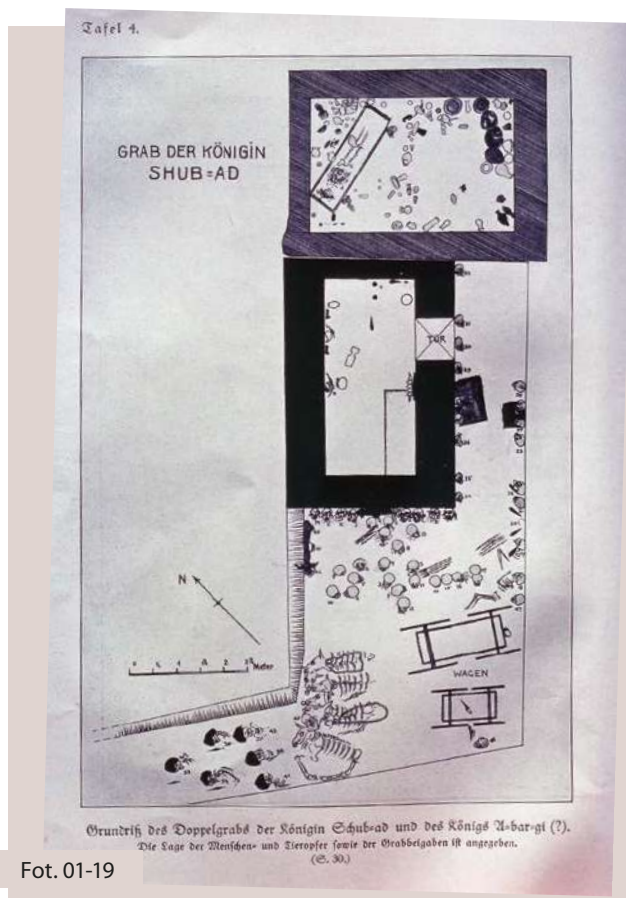 Tafel 4.
GRAB DER KÖNIGIN
SHUB=AD
TÜR
N
Meter
WAGEN
Grundriß des Doppelgrabs der Königin Schub=ad und des Königs A=bar=gi (?).
Die Lage der Menschen= und Tieropfer sowie der Grabbeigaben ist angegeben.
(S. 30.)
Fot. 01-19